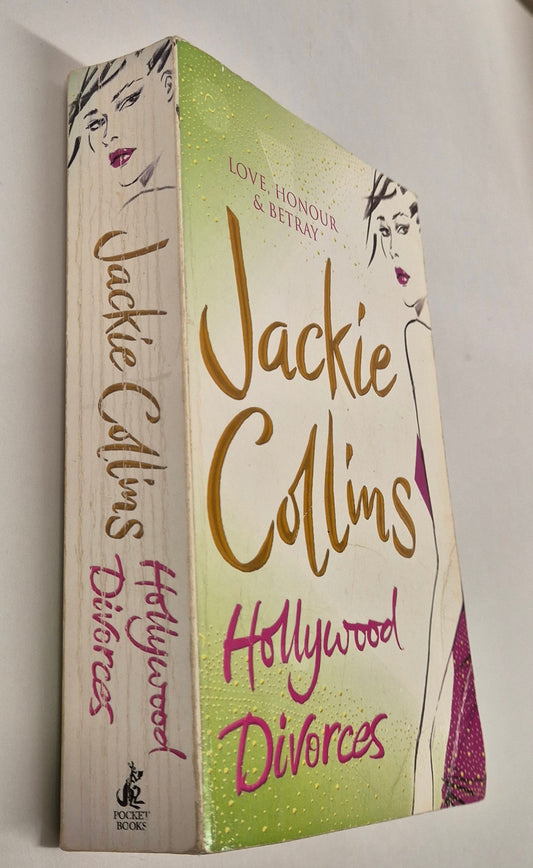 Jackie Collins
Hollywood
Divorces
POCKET
BOOKS
LOVE, HONOUR
& BETRAY
Jackie
Collins
Hollywood
Divorces